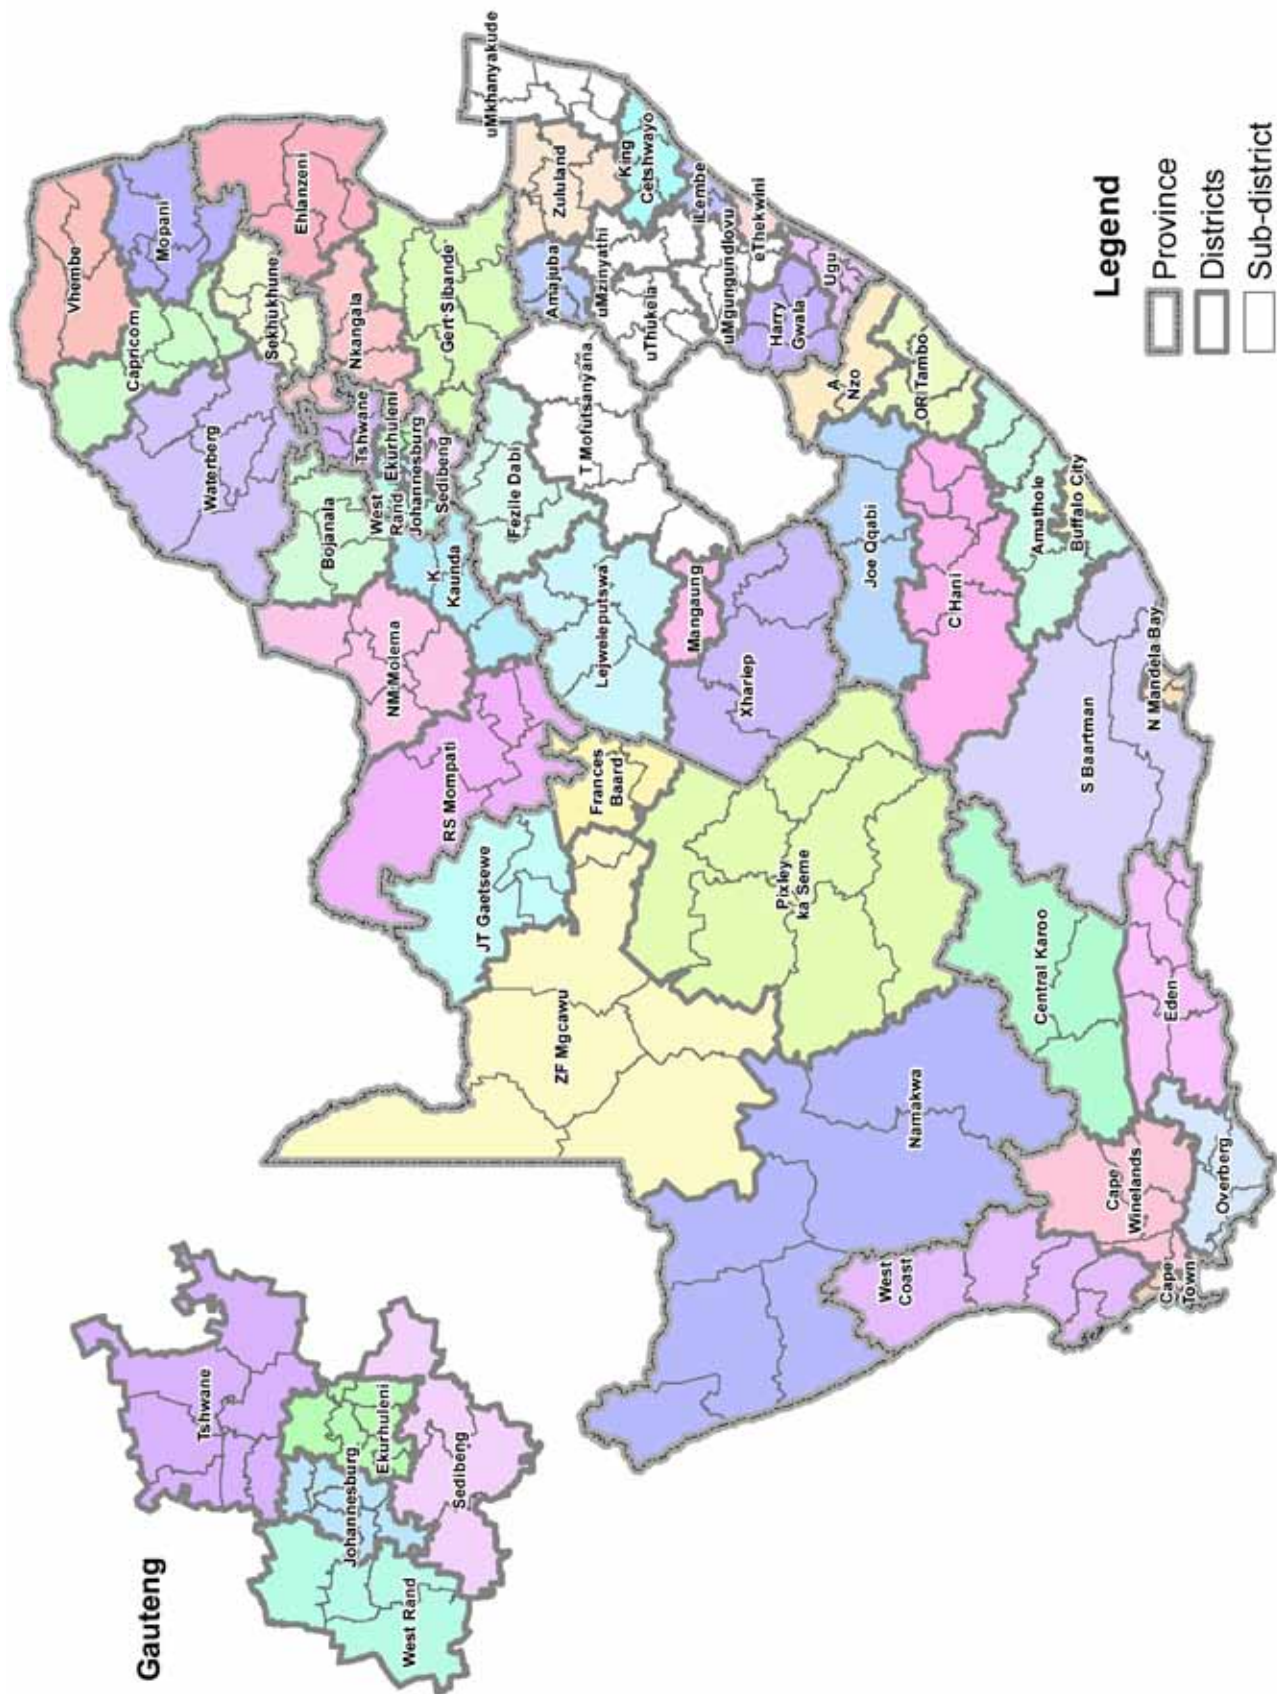 Gauteng
Tshwane
Johannesburg
Ekurhuleni
West Rand
Sedibeng
Vhembe
Mopani
Capricorn
Waterberg
Sekhukhune
Ehlanzeni
Nkangala
Gert Sibande
Bojanala
Tshwane
West
Rand
Ekurhuleni
Johannesburg
Sedibeng
K
Kaunda
NM Molema
RS Mompati
Fezile Dabi
T Mofutsanyana
Lejweleputswa
Mangaung
Xhariep
uMkhanyakude
Zululand
King
Cetshwayo
Amajuba
uMzinyathi
uThukela
iLembe
uMgungundlovu
eThekwini
Harry
Gwala
Ugu
A
Nzo
OR Tambo
Joe Gqabi
C Hani
Amathole
Buffalo City
S Baartman
N Mandela Bay
JT Gaetsewe
Frances
Baard
ZF Mgcawu
Pixley
ka Seme
Namakwa
Central Karoo
Eden
West
Coast
Cape
Winelands
Overberg
Cape
Town
Legend
Province
Districts
Sub-district